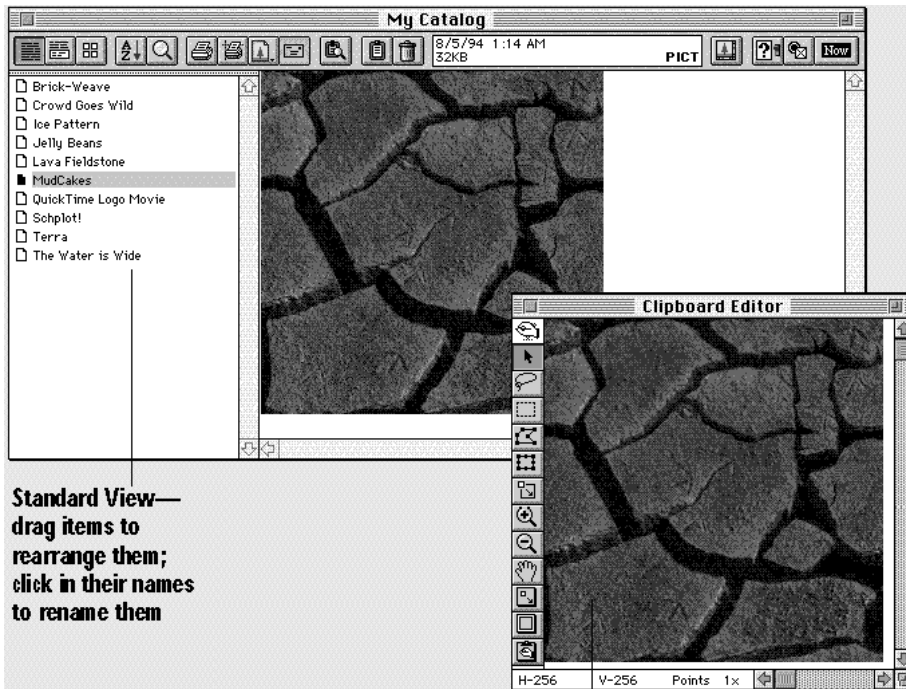 My Catalog
8/5/94 1:14 AM
32KB
PICT
Now
Brick-Weave
Crowd Goes Wild
Ice Pattern
Jelly Beans
Lava Fieldstone
MudCakes
QuickTime Logo Movie
Schplot!
Terra
The Water is Wide
Clipboard Editor
Standard View—
drag items to
rearrange them;
click in their names
to rename them
H-256 V-256 Points 1x